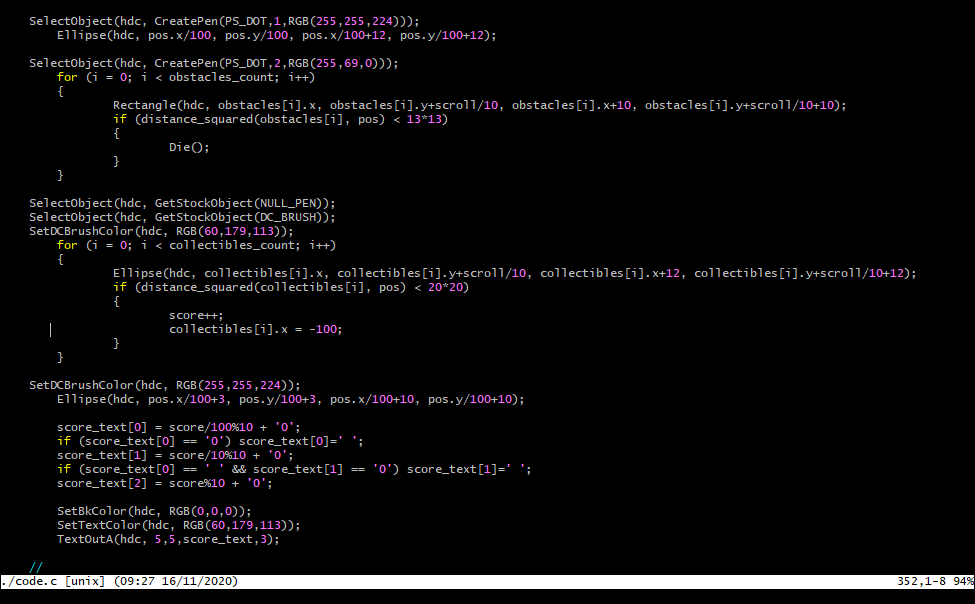 SelectObject(hdc, CreatePen(PS_DOT,1,RGB(255,255,224)));
Ellipse(hdc, pos.x/100, pos.y/100, pos.x/100+12, pos.y/100+12);
SelectObject(hdc, CreatePen(PS_DOT,2,RGB(255,69,0)));
for (i = 0; i < obstacles_count; i++)
{
Rectangle(hdc, obstacles[i].x, obstacles[i].y+scroll/10, obstacles[i].x+10, obstacles[i].y+scroll/10+10);
if (distance_squared(obstacles[i], pos) < 13*13)
{
Die();
}
}
SelectObject(hdc, GetStockObject(NULL_PEN));
SelectObject(hdc, GetStockObject(DC_BRUSH));
SetDCBrushColor(hdc, RGB(60,179,113));
for (i = 0; i < collectibles_count; i++)
{
Ellipse(hdc, collectibles[i].x, collectibles[i].y+scroll/10, collectibles[i].x+12, collectibles[i].y+scroll/10+12);
if (distance_squared(collectibles[i], pos) < 20*20)
{
score++;
collectibles[i].x = -100;
}
}
SetDCBrushColor(hdc, RGB(255,255,224));
Ellipse(hdc, pos.x/100+3, pos.y/100+3, pos.x/100+10, pos.y/100+10);
score_text[0] = score/100%10 + '0';
if (score_text[0] == '0') score_text[0]=' ';
score_text[1] = score/10%10 + '0';
if (score_text[0] == ' ' && score_text[1] == '0') score_text[1]=' ';
score_text[2] = score%10 + '0';
SetBkColor(hdc, RGB(0,0,0));
SetTextColor(hdc, RGB(60,179,113));
TextOutA(hdc, 5,5,score_text,3);
//
./code.c [unix] (09:27 16/11/2020) 352,1-8 94%